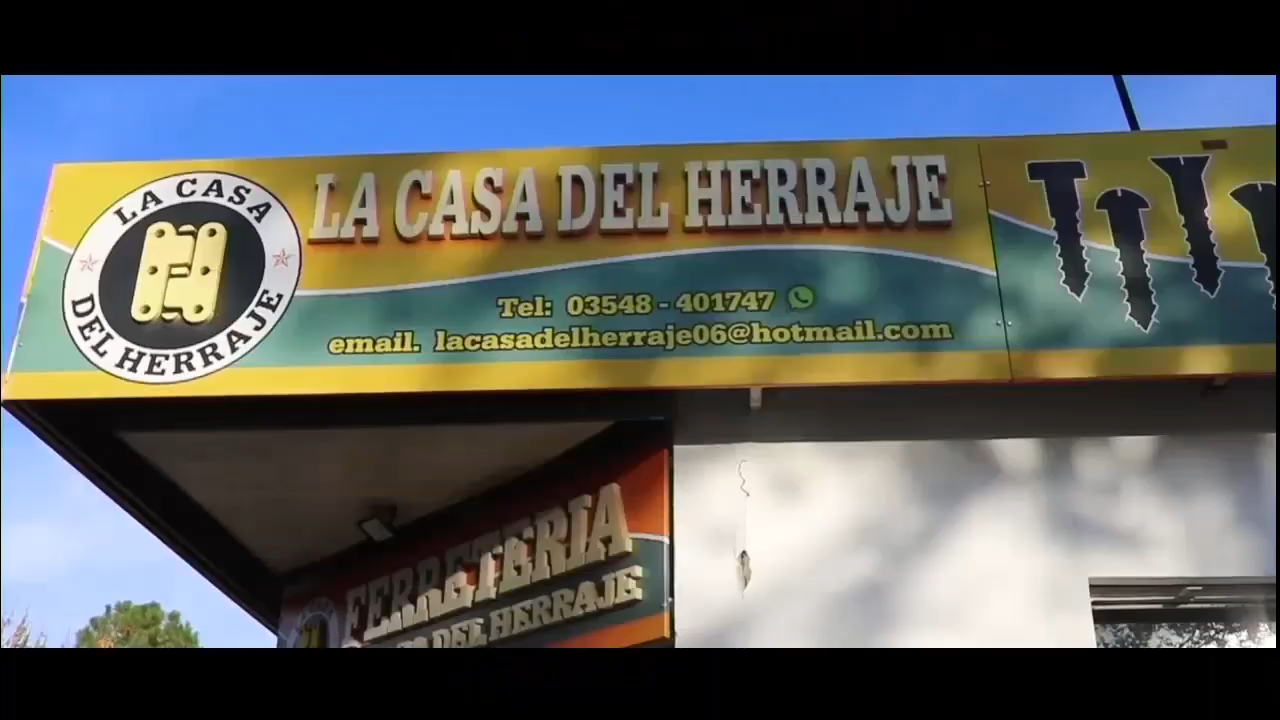 LA CASA
DEL HERRAJE
LA CASA DEL HERRAJE
Tel: 03548 - 401747
email. lacasadelherraje06@hotmail.com
FERRETERIA
DEL HERRAJE